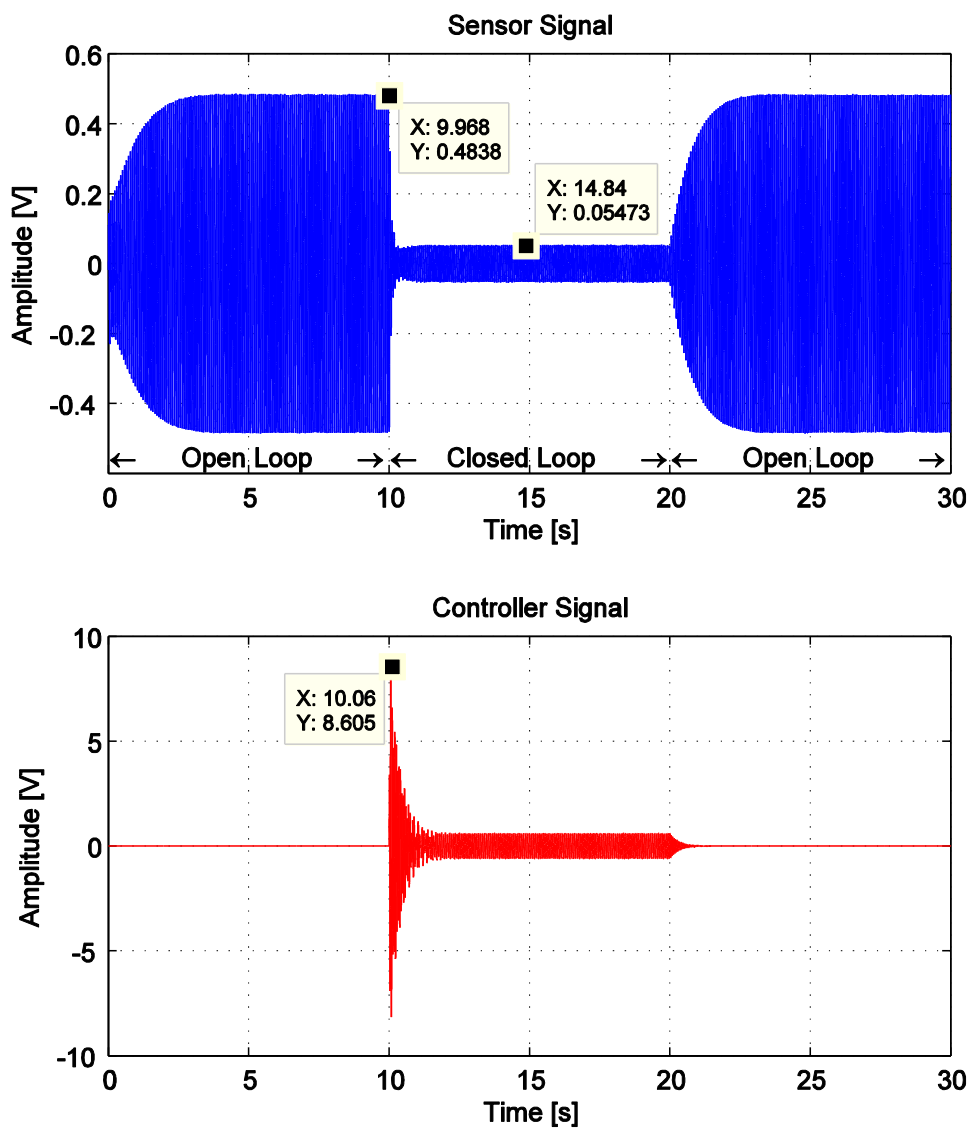 Sensor Signal
0.6
0.4
0.2
0
-0.2
-0.4
Amplitude [V]
X: 9.968
Y: 0.4838
X: 14.84
Y: 0.05473
← Open Loop → ← Closed Loop → ← Open Loop →
0 5 10 15 20 25 30
Time [s]
Controller Signal
10
5
0
-5
-10
Amplitude [V]
X: 10.06
Y: 8.605
0 5 10 15 20 25 30
Time [s]